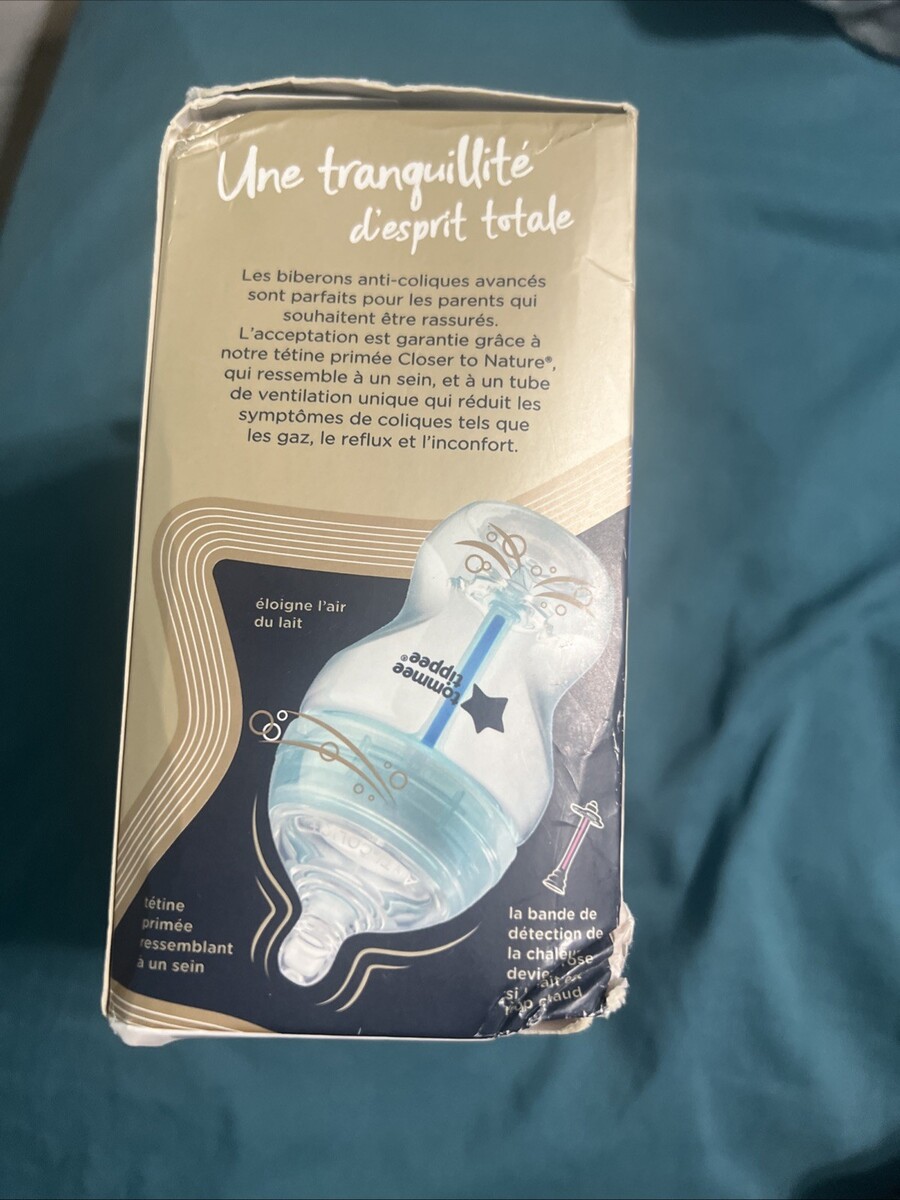 Une tranquillité
d'esprit totale
Les biberons anti-coliques avancés
sont parfaits pour les parents qui
souhaitent être rassurés.
L'acceptation est garantie grâce à
notre tétine primée Closer to Nature®,
qui ressemble à un sein, et à un tube
de ventilation unique qui réduit les
symptômes de coliques tels que
les gaz, le reflux et l'inconfort.
éloigne l'air
du lait
tommee
tippee®
tétine
primée
ressemblant
à un sein
la bande de
détection de
la
si